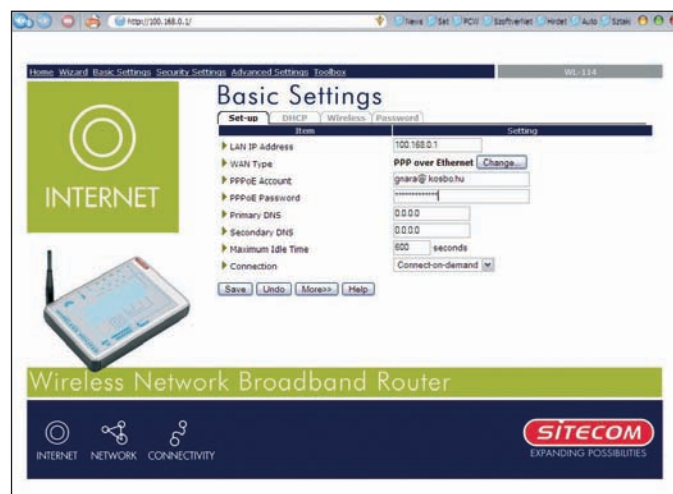 http://100.168.0.1/
News Sat PCW Szoftverlet Hirdet Auto Sztaki
Home Wizard Basic Settings Security Settings Advanced Settings Toolbox
WL-114
Basic Settings
Set-up DHCP Wireless Password
Item Setting
LAN IP Address 100.168.0.1
WAN Type PPP over Ethernet Change...
PPPoE Account gnara@kosbo.hu
PPPoE Password *************
Primary DNS 0.0.0.0
Secondary DNS 0.0.0.0
Maximum Idle Time 600 seconds
Connection Connect-on-demand
Save Undo More>> Help
INTERNET
Wireless Network Broadband Router
INTERNET NETWORK CONNECTIVITY
SITECOM
EXPANDING POSSIBILITIES